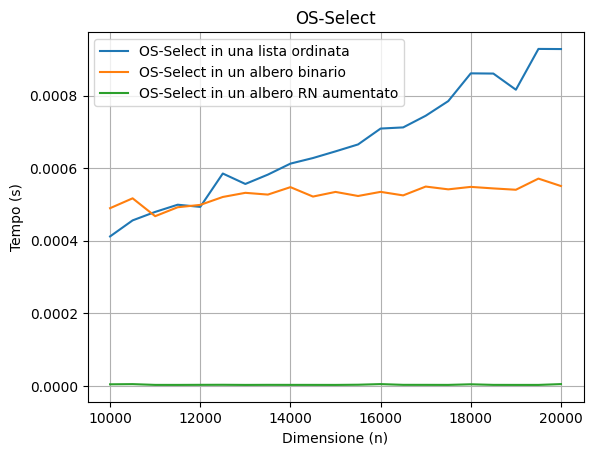 OS-Select
OS-Select in una lista ordinata
OS-Select in un albero binario
OS-Select in un albero RN aumentato
Tempo (s)
0.0008
0.0006
0.0004
0.0002
0.0000
10000 12000 14000 16000 18000 20000
Dimensione (n)